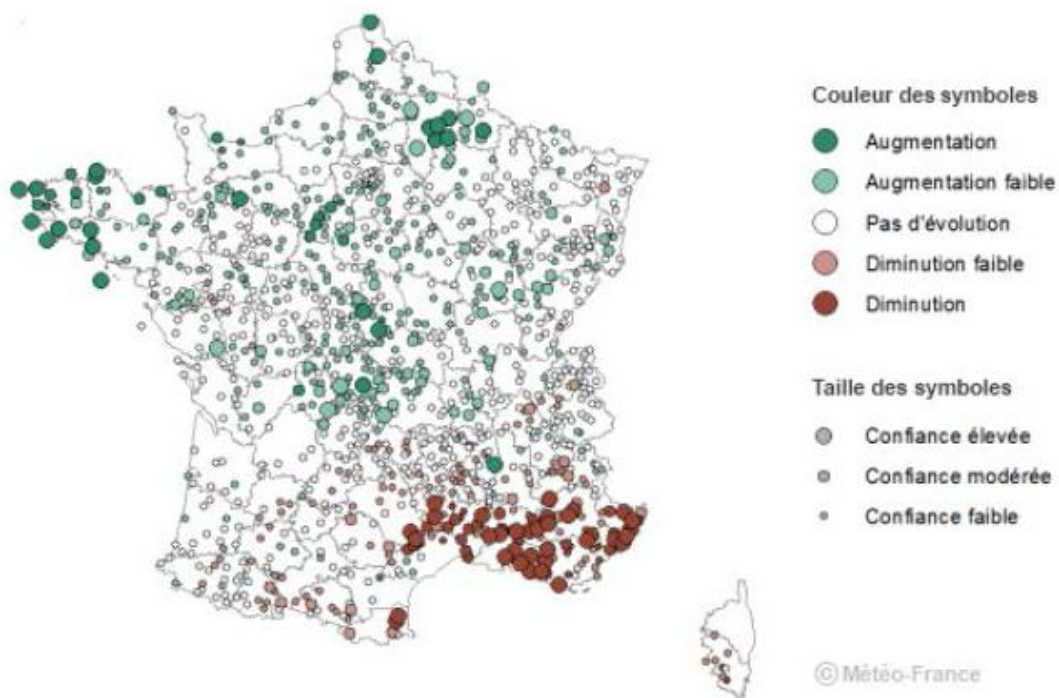 Couleur des symboles
Augmentation
Augmentation faible
Pas d'évolution
Diminution faible
Diminution
Taille des symboles
Confiance élevée
Confiance modérée
Confiance faible
© Météo-France